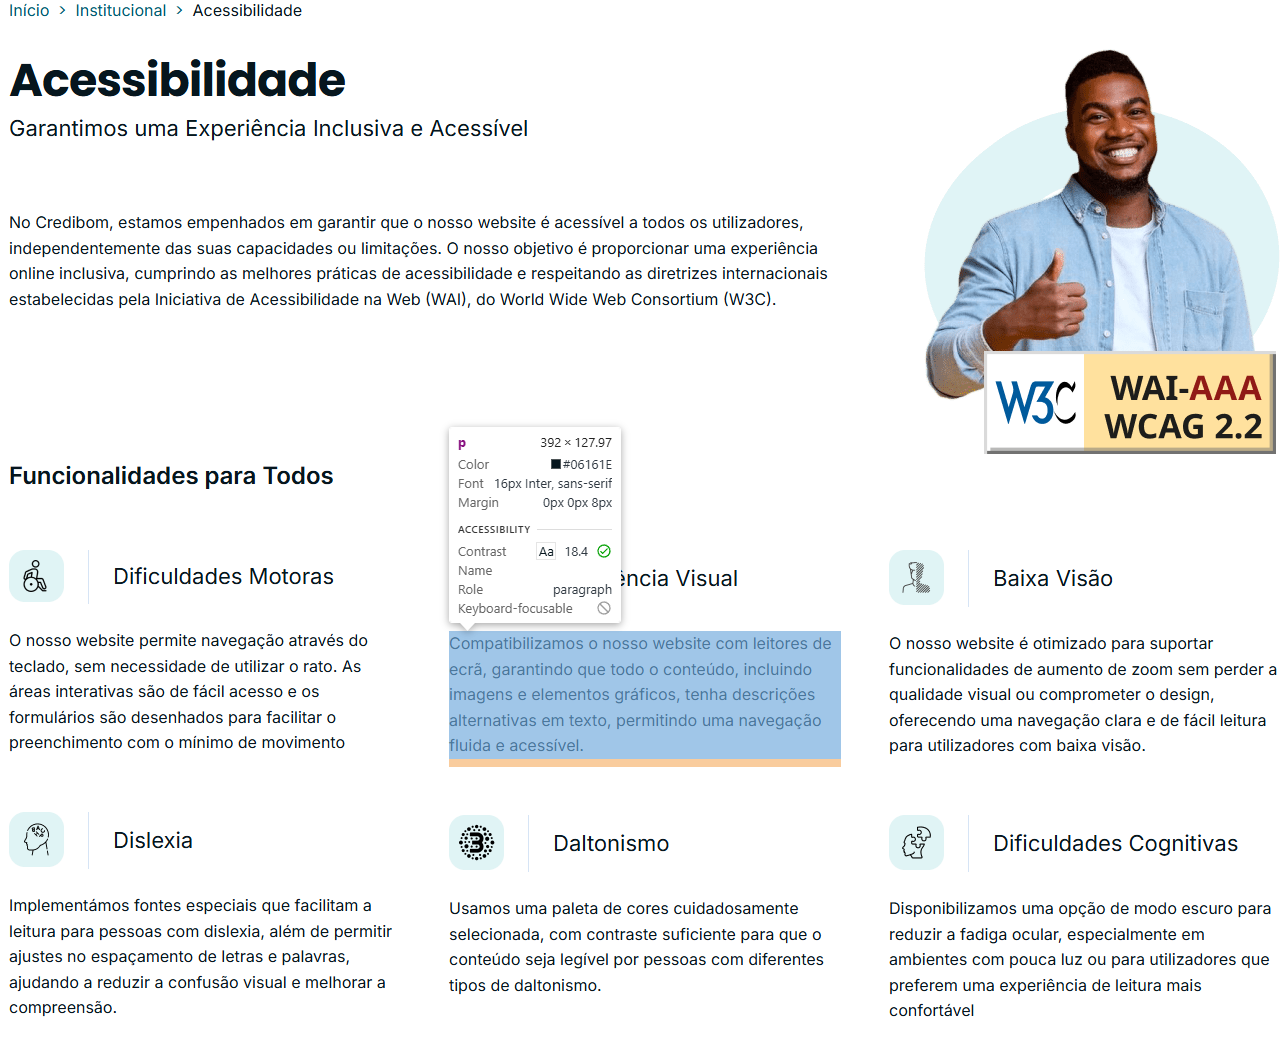 Início > Institucional > Acessibilidade
Acessibilidade
Garantimos uma Experiência Inclusiva e Acessível
No Credibom, estamos empenhados em garantir que o nosso website é acessível a todos os utilizadores,
independentemente das suas capacidades ou limitações. O nosso objetivo é proporcionar uma experiência
online inclusiva, cumprindo as melhores práticas de acessibilidade e respeitando as diretrizes internacionais
estabelecidas pela Iniciativa de Acessibilidade na Web (WAI), do World Wide Web Consortium (W3C).
W3C WAI-AAA
WCAG 2.2
Funcionalidades para Todos
p 392 × 127.97
Color #06161E
Font 16px Inter, sans-serif
Margin 0px 0px 8px
ACCESSIBILITY
Contrast Aa 18.4
Name
Role paragraph
Keyboard-focusable
Dificuldades Motoras
O nosso website permite navegação através do
teclado, sem necessidade de utilizar o rato. As
áreas interativas são de fácil acesso e os
formulários são desenhados para facilitar o
preenchimento com o mínimo de movimento
ência Visual
Compatibilizamos o nosso website com leitores de
ecrã, garantindo que todo o conteúdo, incluindo
imagens e elementos gráficos, tenha descrições
alternativas em texto, permitindo uma navegação
fluida e acessível.
Baixa Visão
O nosso website é otimizado para suportar
funcionalidades de aumento de zoom sem perder a
qualidade visual ou comprometer o design,
oferecendo uma navegação clara e de fácil leitura
para utilizadores com baixa visão.
Dislexia
Implementámos fontes especiais que facilitam a
leitura para pessoas com dislexia, além de permitir
ajustes no espaçamento de letras e palavras,
ajudando a reduzir a confusão visual e melhorar a
compreensão.
Daltonismo
Usamos uma paleta de cores cuidadosamente
selecionada, com contraste suficiente para que o
conteúdo seja legível por pessoas com diferentes
tipos de daltonismo.
Dificuldades Cognitivas
Disponibilizamos uma opção de modo escuro para
reduzir a fadiga ocular, especialmente em
ambientes com pouca luz ou para utilizadores que
preferem uma experiência de leitura mais
confortável